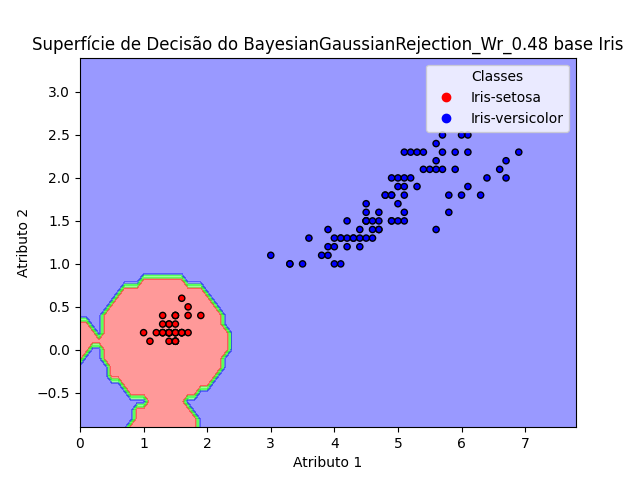 Superfície de Decisão do BayesianGaussianRejection_Wr_0.48 base Iris
Classes
Iris-setosa
Iris-versicolor
3.0
2.5
2.0
1.5
1.0
0.5
0.0
−0.5
Atributo 2
0 1 2 3 4 5 6 7
Atributo 1